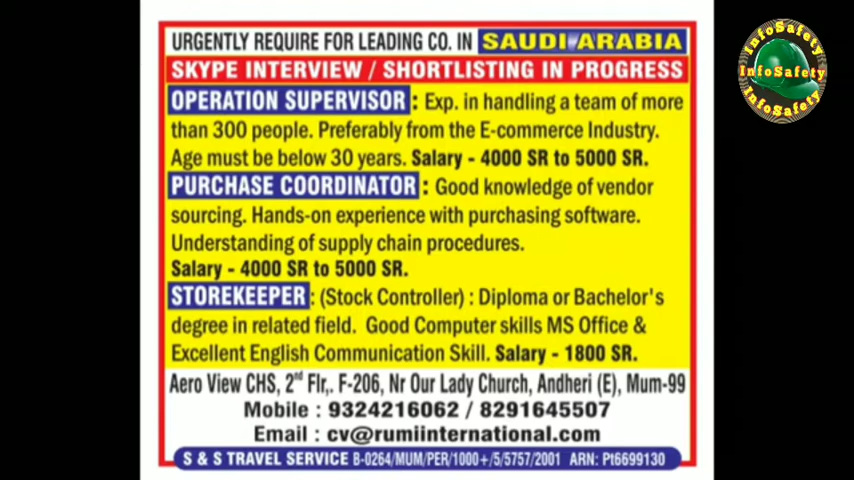 URGENTLY REQUIRE FOR LEADING CO. IN SAUDI ARABIA
SKYPE INTERVIEW / SHORTLISTING IN PROGRESS
OPERATION SUPERVISOR : Exp. in handling a team of more
than 300 people. Preferably from the E-commerce Industry.
Age must be below 30 years. Salary - 4000 SR to 5000 SR.
PURCHASE COORDINATOR : Good knowledge of vendor
sourcing. Hands-on experience with purchasing software.
Understanding of supply chain procedures.
Salary - 4000 SR to 5000 SR.
STOREKEEPER : (Stock Controller) : Diploma or Bachelor's
degree in related field. Good Computer skills MS Office &
Excellent English Communication Skill. Salary - 1800 SR.
Aero View CHS, 2nd Flr,. F-206, Nr Our Lady Church, Andheri (E), Mum-99
Mobile : 9324216062 / 8291645507
Email : cv@rumiinternational.com
S & S TRAVEL SERVICE B-0264/MUM/PER/1000+/5/5757/2001 ARN: Pt6699130
InfoSafety
InfoSafety
InfoSafety